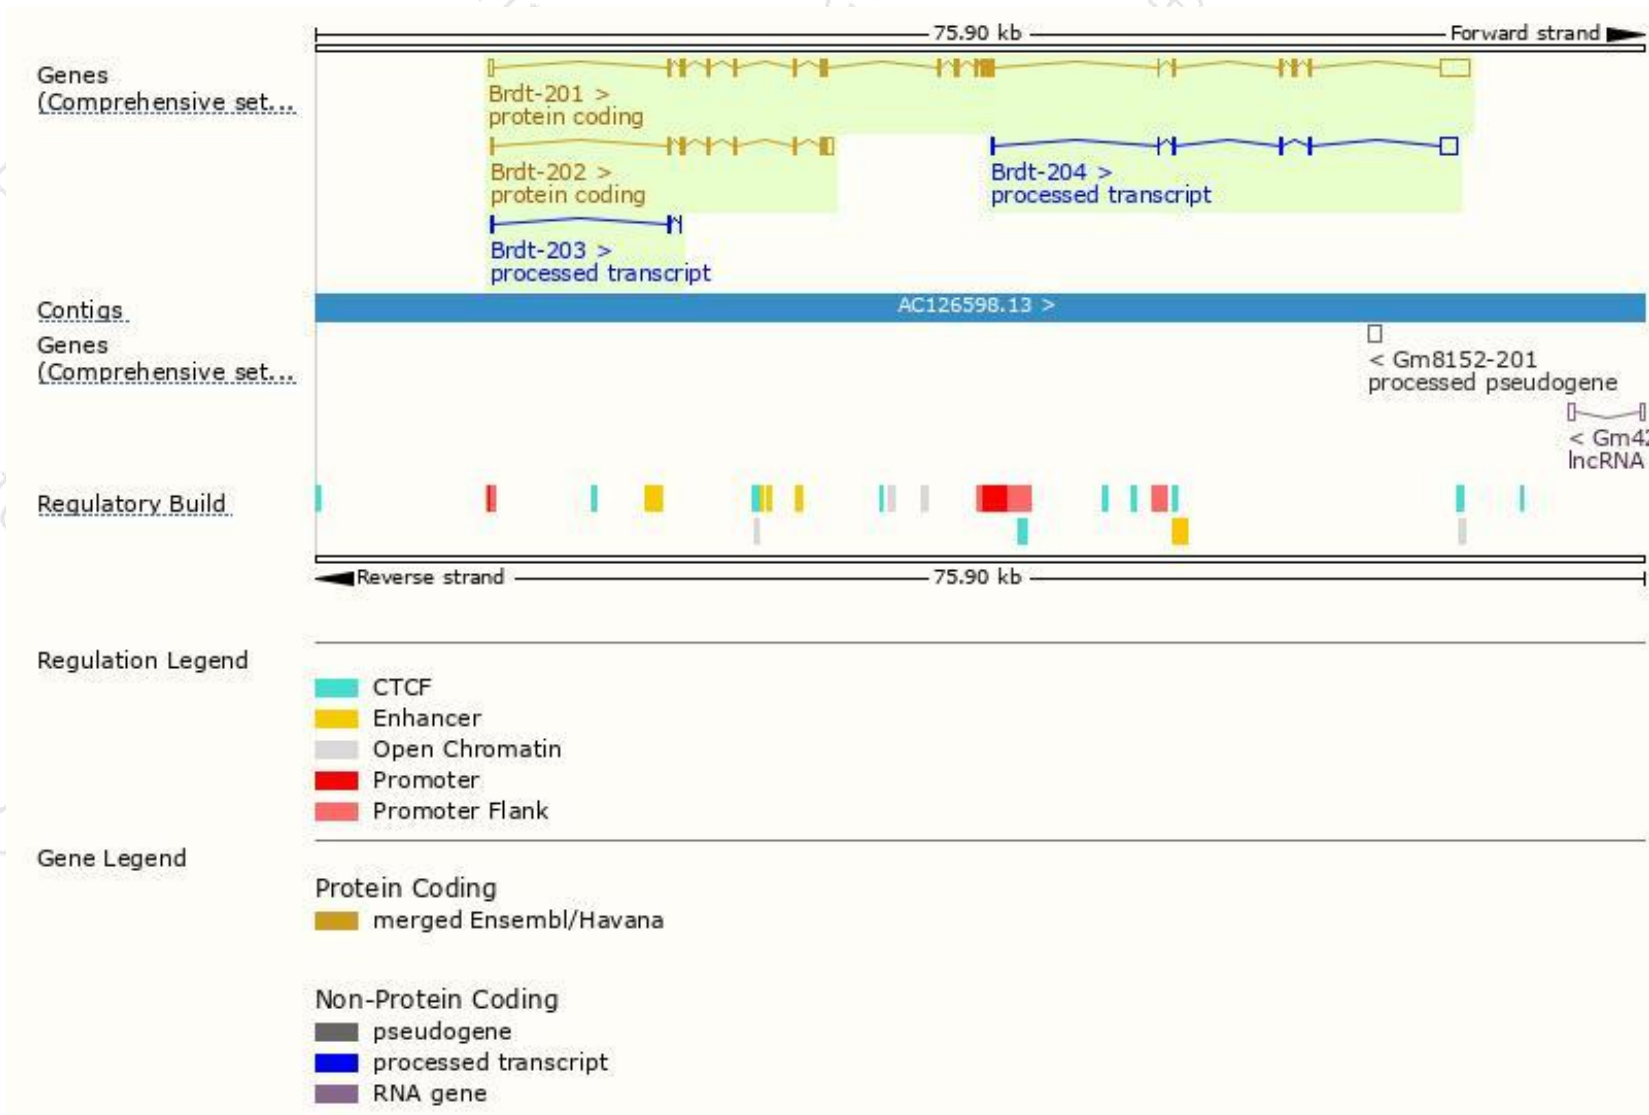 75.90 kb
Forward strand
Genes
(Comprehensive set...
Brdt-201 >
protein coding
Brdt-202 >
protein coding
Brdt-204 >
processed transcript
Brdt-203 >
processed transcript
Contigs
AC126598.13 >
Genes
(Comprehensive set...
< Gm8152-201
processed pseudogene
< Gm42
lncRNA
Regulatory Build
Reverse strand
75.90 kb
Regulation Legend
CTCF
Enhancer
Open Chromatin
Promoter
Promoter Flank
Gene Legend
Protein Coding
merged Ensembl/Havana
Non-Protein Coding
pseudogene
processed transcript
RNA gene